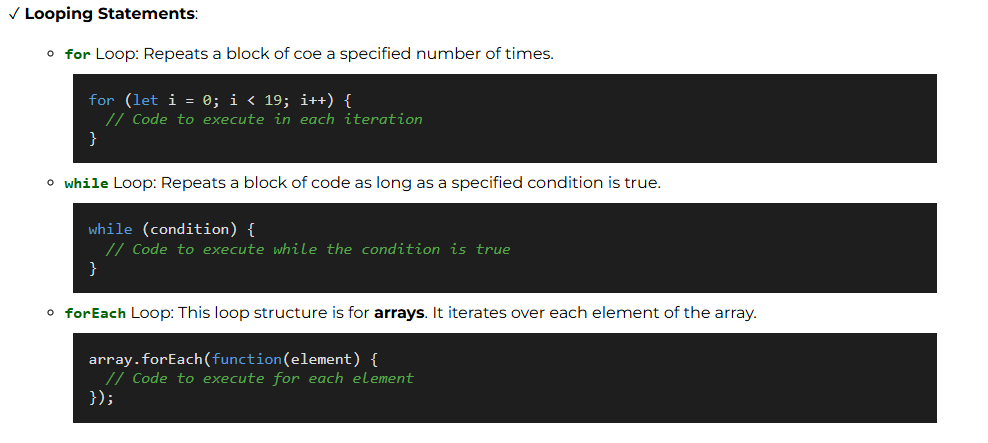 ✓ Looping Statements:
○ for Loop: Repeats a block of coe a specified number of times.
for (let i = 0; i < 19; i++) {
  // Code to execute in each iteration
}
○ while Loop: Repeats a block of code as long as a specified condition is true.
while (condition) {
  // Code to execute while the condition is true
}
○ forEach Loop: This loop structure is for arrays. It iterates over each element of the array.
array.forEach(function(element) {
  // Code to execute for each element
});